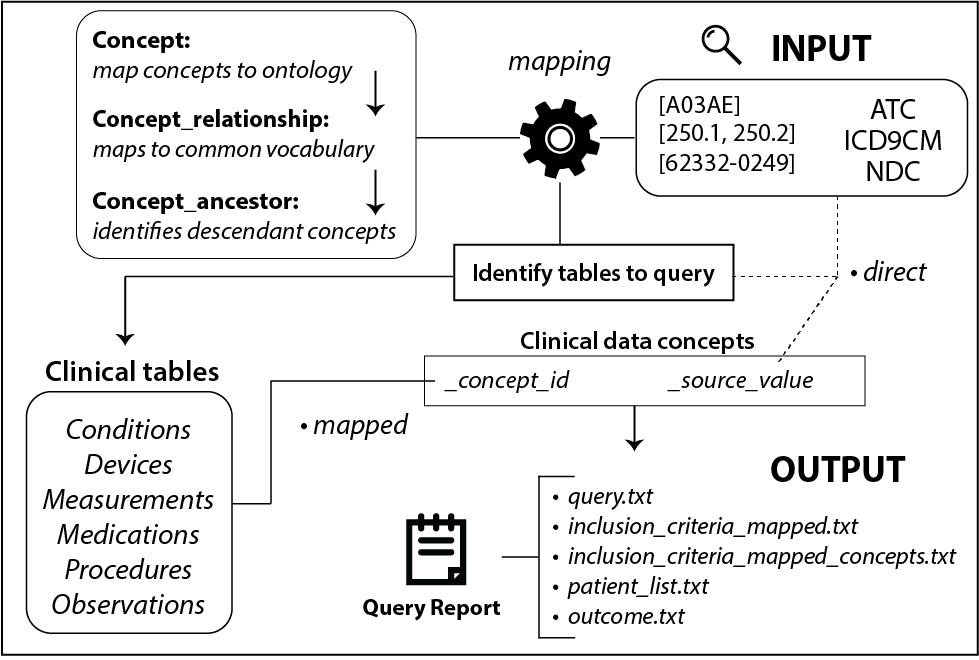 Concept:
map concepts to ontology
Concept_relationship:
maps to common vocabulary
Concept_ancestor:
identifies descendant concepts
mapping
INPUT
[A03AE] ATC
[250.1, 250.2] ICD9CM
[62332-0249] NDC
Identify tables to query
• direct
Clinical tables
Conditions
Devices
Measurements
Medications
Procedures
Observations
Clinical data concepts
_concept_id _source_value
• mapped
OUTPUT
Query Report
• query.txt
• inclusion_criteria_mapped.txt
• inclusion_criteria_mapped_concepts.txt
• patient_list.txt
• outcome.txt